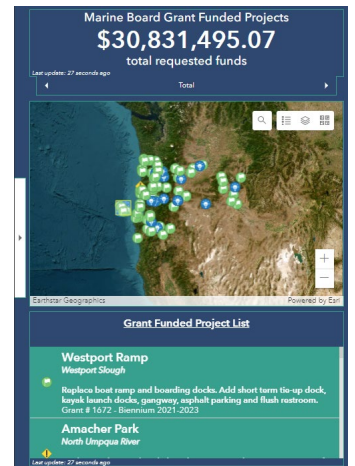 Marine Board Grant Funded Projects
$30,831,495.07
total requested funds
Last update: 27 seconds ago
Total
Earthstar Geographics
Powered by Esri
Grant Funded Project List
Westport Ramp
Westport Slough
Replace boat ramp and boarding docks. Add short term tie-up dock,
kayak launch docks, gangway, asphalt parking and flush restroom.
Grant # 1672 - Biennium 2021-2023
Amacher Park
North Umpqua River
Last update: 27 seconds ago